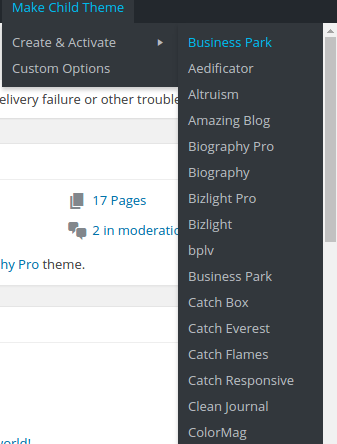 Make Child Theme
Create & Activate
Custom Options
elivery failure or other trouble
17 Pages
2 in moderatio
hy Pro theme.
world!
Business Park
Aedificator
Altruism
Amazing Blog
Biography Pro
Biography
Bizlight Pro
Bizlight
bplv
Business Park
Catch Box
Catch Everest
Catch Flames
Catch Responsive
Clean Journal
ColorMag